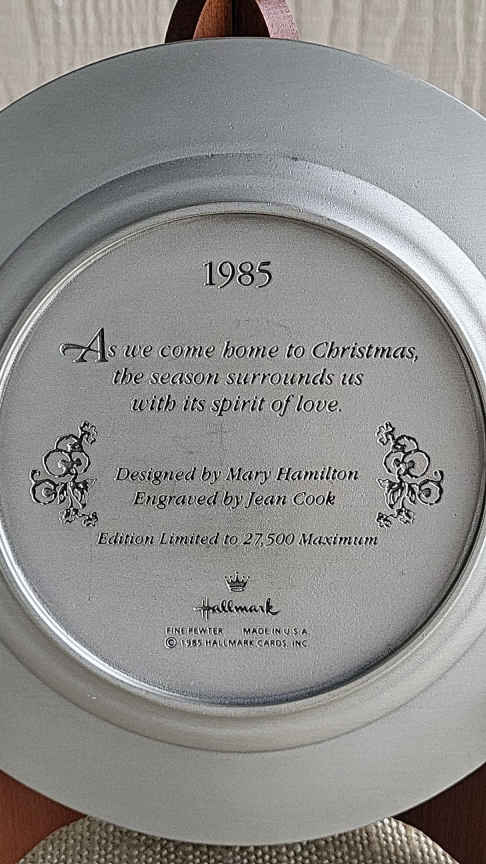 1985
As we come home to Christmas,
the season surrounds us
with its spirit of love.
Designed by Mary Hamilton
Engraved by Jean Cook
Edition Limited to 27,500 Maximum
Hallmark
FINE PEWTER MADE IN U.S.A
© 1985 HALLMARK CARDS, INC